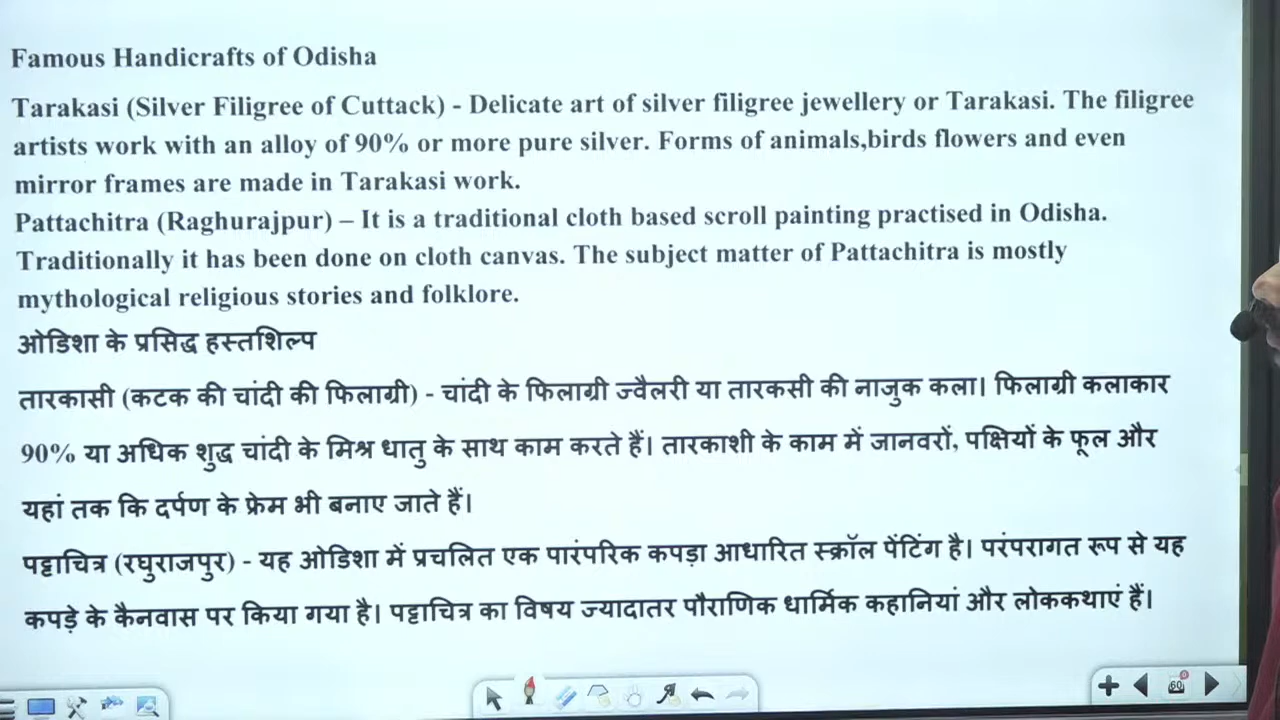 Famous Handicrafts of Odisha
Tarakasi (Silver Filigree of Cuttack) - Delicate art of silver filigree jewellery or Tarakasi. The filigree
artists work with an alloy of 90% or more pure silver. Forms of animals,birds flowers and even
mirror frames are made in Tarakasi work.
Pattachitra (Raghurajpur) – It is a traditional cloth based scroll painting practised in Odisha.
Traditionally it has been done on cloth canvas. The subject matter of Pattachitra is mostly
mythological religious stories and folklore.
ओडिशा के प्रसिद्ध हस्तशिल्प
तारकासी (कटक की चांदी की फिलाग्री) - चांदी के फिलाग्री ज्वैलरी या तारकसी की नाजुक कला। फिलाग्री कलाकार
90% या अधिक शुद्ध चांदी के मिश्र धातु के साथ काम करते हैं। तारकाशी के काम में जानवरों, पक्षियों के फूल और
यहां तक कि दर्पण के फ्रेम भी बनाए जाते हैं।
पट्टाचित्र (रघुराजपुर) - यह ओडिशा में प्रचलित एक पारंपरिक कपड़ा आधारित स्क्रॉल पेंटिंग है। परंपरागत रूप से यह
कपड़े के कैनवास पर किया गया है। पट्टाचित्र का विषय ज्यादातर पौराणिक धार्मिक कहानियां और लोककथाएं हैं।
60